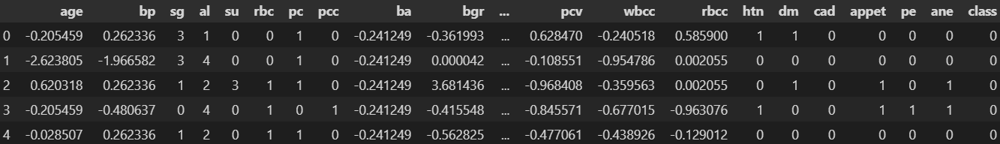 age bp sg al su rbc pc pcc ba bgr ... pcv wbcc rbcc htn dm cad appet pe ane class
0 -0.205459 0.262336 3 1 0 0 1 0 -0.241249 -0.361993 ... 0.628470 -0.240518 0.585900 1 1 0 0 0 0 0
1 -2.623805 -1.966582 3 4 0 0 1 0 -0.241249 0.000042 ... -0.108551 -0.954786 0.002055 0 0 0 0 0 0 0
2 0.620318 0.262336 1 2 3 1 1 0 -0.241249 3.681436 ... -0.968408 -0.359563 0.002055 0 1 0 1 0 1 0
3 -0.205459 -0.480637 0 4 0 1 0 1 -0.241249 -0.415548 ... -0.845571 -0.677015 -0.963076 1 0 0 1 1 1 0
4 -0.028507 0.262336 1 2 0 1 1 0 -0.241249 -0.562825 ... -0.477061 -0.438926 -0.129012 0 0 0 0 0 0 0